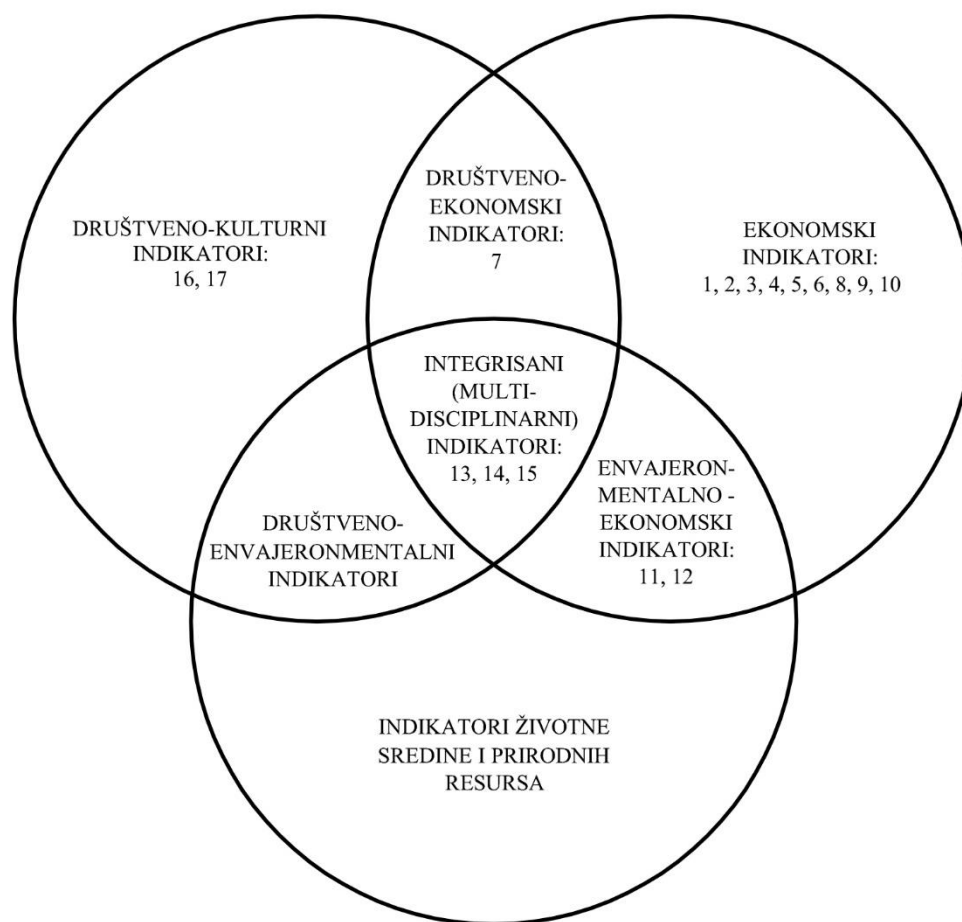 DRUŠTVENO-KULTURNI
INDIKATORI:
16, 17
DRUŠTVENO-
EKONOMSKI
INDIKATORI:
7
EKONOMSKI
INDIKATORI:
1, 2, 3, 4, 5, 6, 8, 9, 10
INTEGRISANI
(MULTI-
DISCIPLINARNI)
INDIKATORI:
13, 14, 15
DRUŠTVENO-
ENVAJERONMENTALNI
INDIKATORI
ENVAJERON-
MENTALNO -
EKONOMSKI
INDIKATORI:
11, 12
INDIKATORI ŽIVOTNE
SREDINE I PRIRODNIH
RESURSA